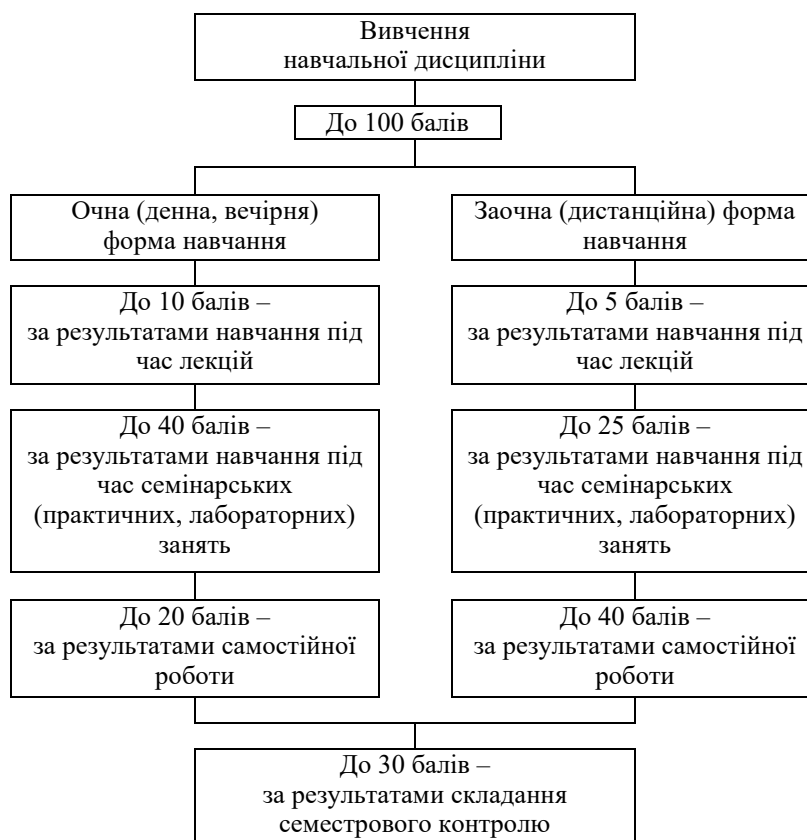 Вивчення
навчальної дисципліни
До 100 балів
Очна (денна, вечірня)
форма навчання
Заочна (дистанційна) форма
навчання
До 10 балів –
за результатами навчання під
час лекцій
До 5 балів –
за результатами навчання під
час лекцій
До 40 балів –
за результатами навчання під
час семінарських
(практичних, лабораторних)
занять
До 25 балів –
за результатами навчання під
час семінарських
(практичних, лабораторних)
занять
До 20 балів –
за результатами самостійної
роботи
До 40 балів –
за результатами самостійної
роботи
До 30 балів –
за результатами складання
семестрового контролю